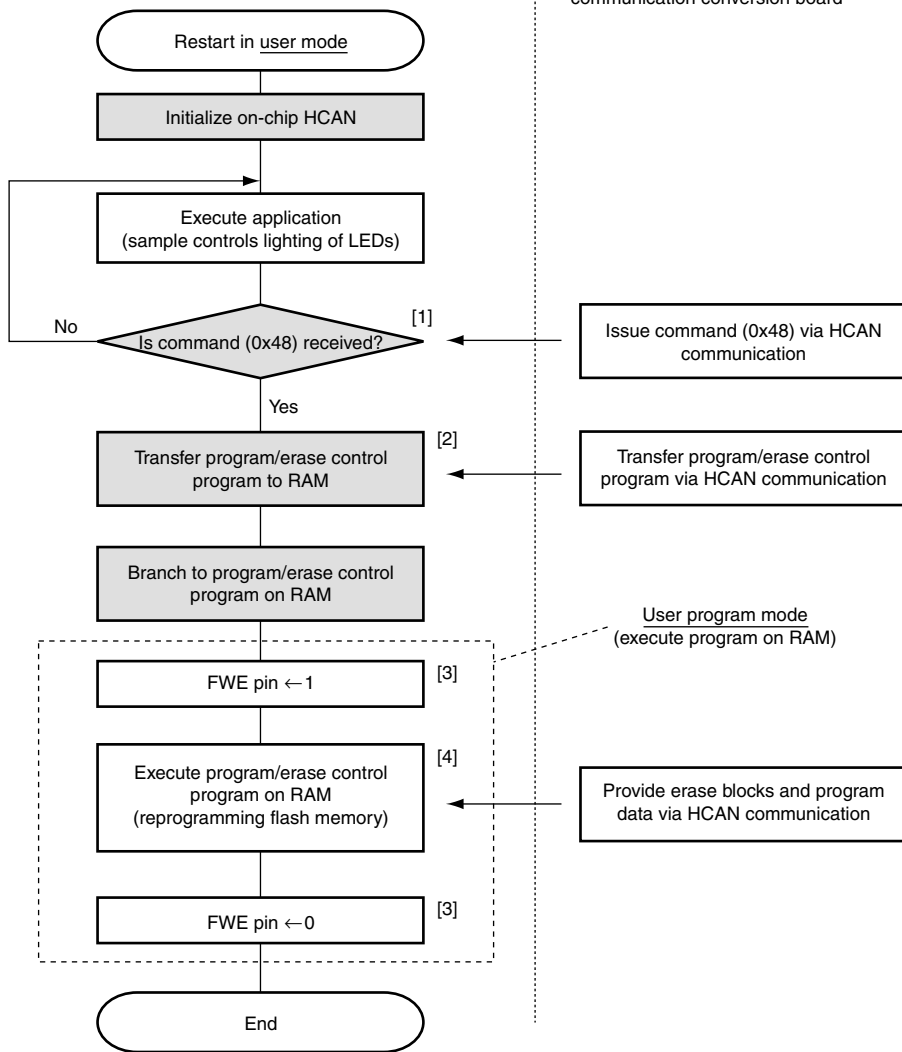 communication conversion board
Restart in user mode
Initialize on-chip HCAN
Execute application
(sample controls lighting of LEDs)
[1]
No
Is command (0x48) received?
Issue command (0x48) via HCAN
communication
Yes
[2]
Transfer program/erase control
program to RAM
Transfer program/erase control
program via HCAN communication
Branch to program/erase control
program on RAM
User program mode
(execute program on RAM)
FWE pin ←1
[3]
[4]
Execute program/erase control
program on RAM
(reprogramming flash memory)
Provide erase blocks and program
data via HCAN communication
FWE pin ←0
[3]
End